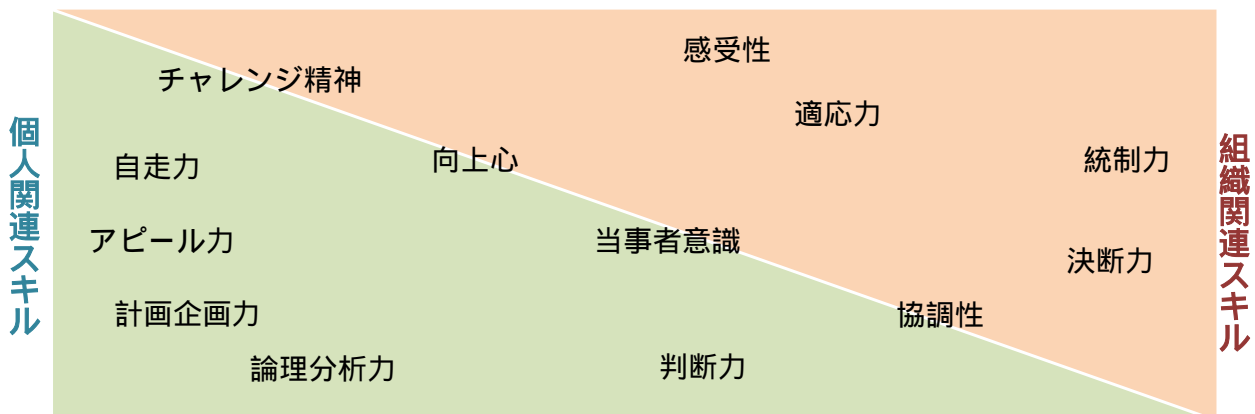 個人関連スキル
感受性
チャレンジ精神
適応力
自走力
向上心
統制力
アピール力
当事者意識
決断力
計画企画力
協調性
論理分析力
判断力
組織関連スキル